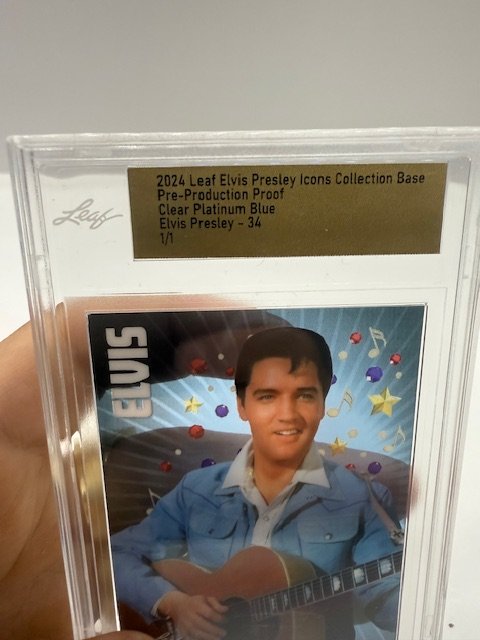 2024 Leaf Elvis Presley Icons Collection Base
Pre-Production Proof
Clear Platinum Blue
Elvis Presley - 34
1/1
Leaf
ELVIS